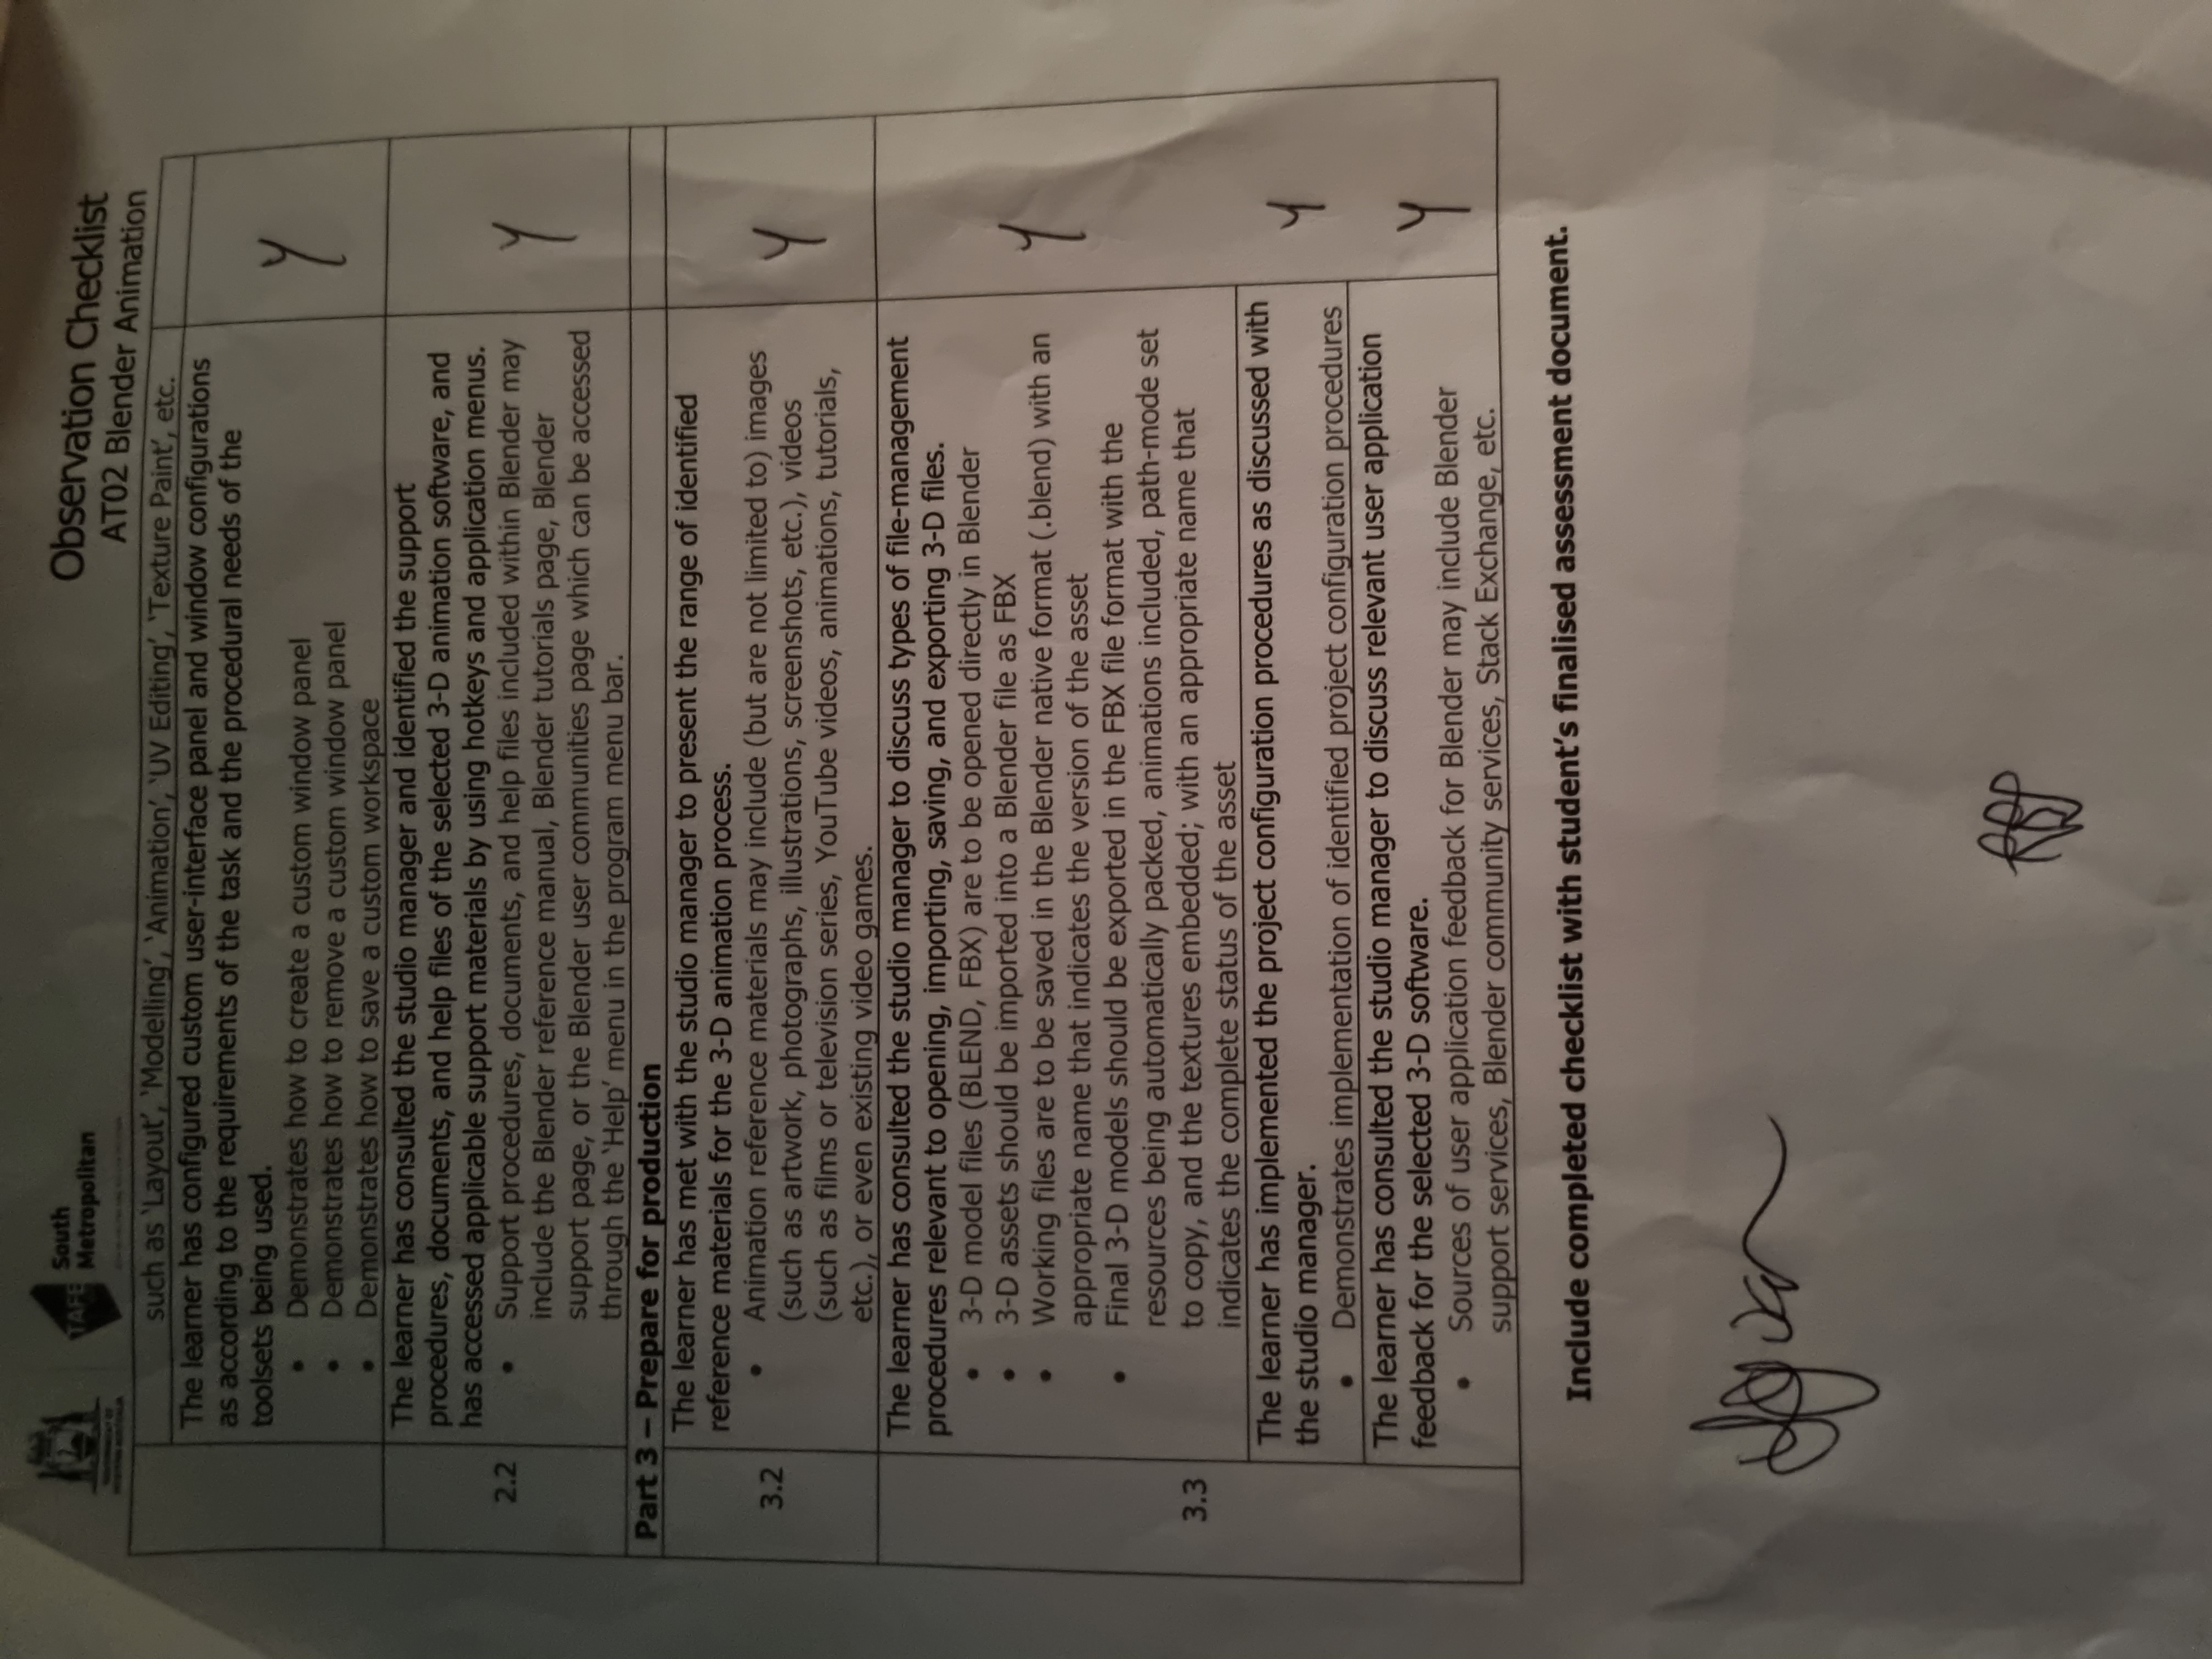 GOVERNMENT OF
WESTERN AUSTRALIA
TAFE
South
Metropolitan
Observation Checklist
AT02 Blender Animation
such as ‘Layout’, ‘Modelling’, ‘Animation’, ‘UV Editing’, ‘Texture Paint’, etc.
The learner has configured custom user-interface panel and window configurations
as according to the requirements of the task and the procedural needs of the
toolsets being used.
• Demonstrates how to create a custom window panel
• Demonstrates how to remove a custom window panel
• Demonstrates how to save a custom workspace
Y
2.2
The learner has consulted the studio manager and identified the support
procedures, documents, and help files of the selected 3-D animation software, and
has accessed applicable support materials by using hotkeys and application menus.
• Support procedures, documents, and help files included within Blender may
include the Blender reference manual, Blender tutorials page, Blender
support page, or the Blender user communities page which can be accessed
through the ‘Help’ menu in the program menu bar.
Y
Part 3 – Prepare for production
3.2
The learner has met with the studio manager to present the range of identified
reference materials for the 3-D animation process.
• Animation reference materials may include (but are not limited to) images
(such as artwork, photographs, illustrations, screenshots, etc.), videos
(such as films or television series, YouTube videos, animations, tutorials,
etc.), or even existing video games.
Y
3.3
The learner has consulted the studio manager to discuss types of file-management
procedures relevant to opening, importing, saving, and exporting 3-D files.
• 3-D model files (BLEND, FBX) are to be opened directly in Blender
• 3-D assets should be imported into a Blender file as FBX
• Working files are to be saved in the Blender native format (.blend) with an
appropriate name that indicates the version of the asset
• Final 3-D models should be exported in the FBX file format with the
resources being automatically packed, animations included, path-mode set
to copy, and the textures embedded; with an appropriate name that
indicates the complete status of the asset
Y
The learner has implemented the project configuration procedures as discussed with
the studio manager.
• Demonstrates implementation of identified project configuration procedures
Y
The learner has consulted the studio manager to discuss relevant user application
feedback for the selected 3-D software.
• Sources of user application feedback for Blender may include Blender
support services, Blender community services, Stack Exchange, etc.
Y
Include completed checklist with student’s finalised assessment document.